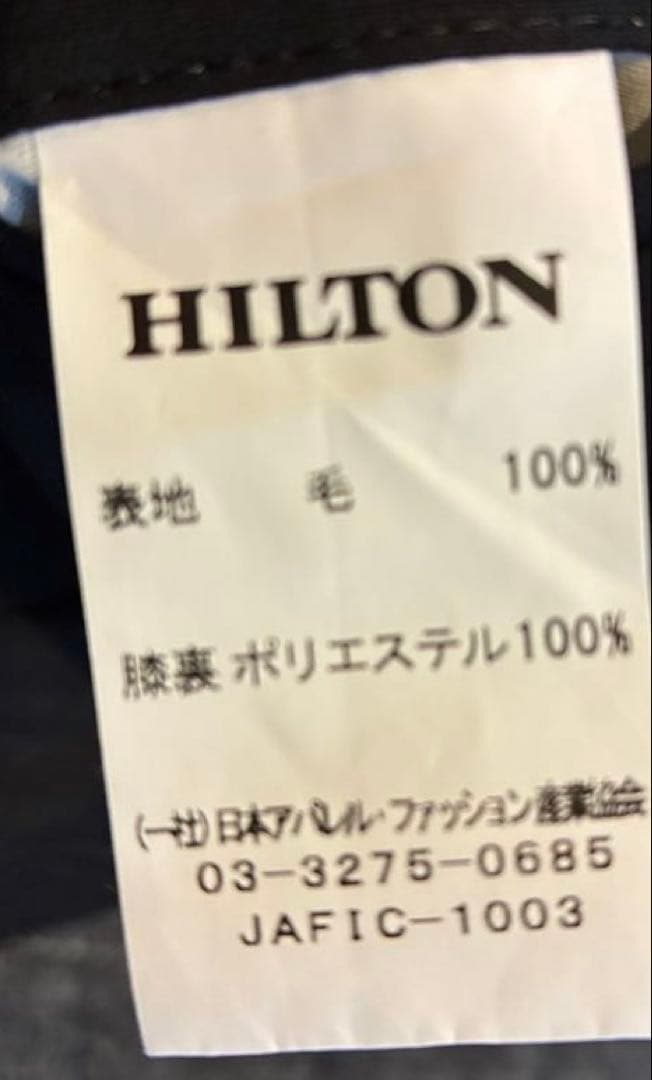 HILTON
表地 毛 100%
膝裏 ポリエステル100%
(一社)日本アパレル・ファッション産業協会
03-3275-0685
JAFIC-1003